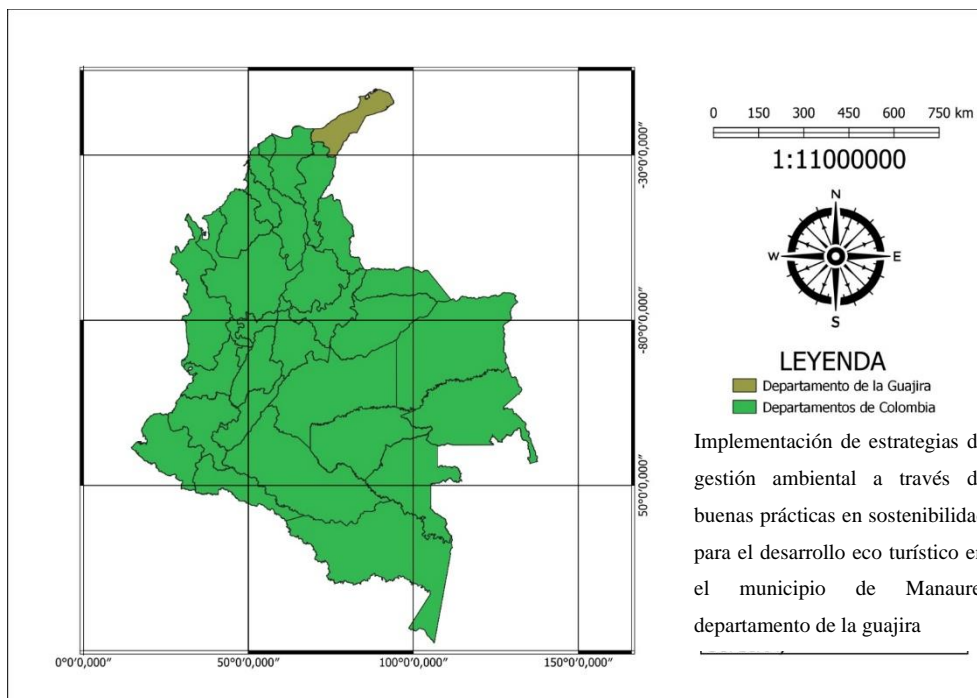 0 150 300 450 600 750 km
1:11000000
N
W E
S
LEYENDA
Departamento de la Guajira
Departamentos de Colombia
Implementación de estrategias d
gestión ambiental a través d
buenas prácticas en sostenibilida
para el desarrollo eco turístico e
el municipio de Manaure
departamento de la guajira
-30°0'0,000"
-80°0'0,000"
50°0'0,000"
0°0'0,000" 50°0'0,000" 100°0'0,000" 150°0'0,000"